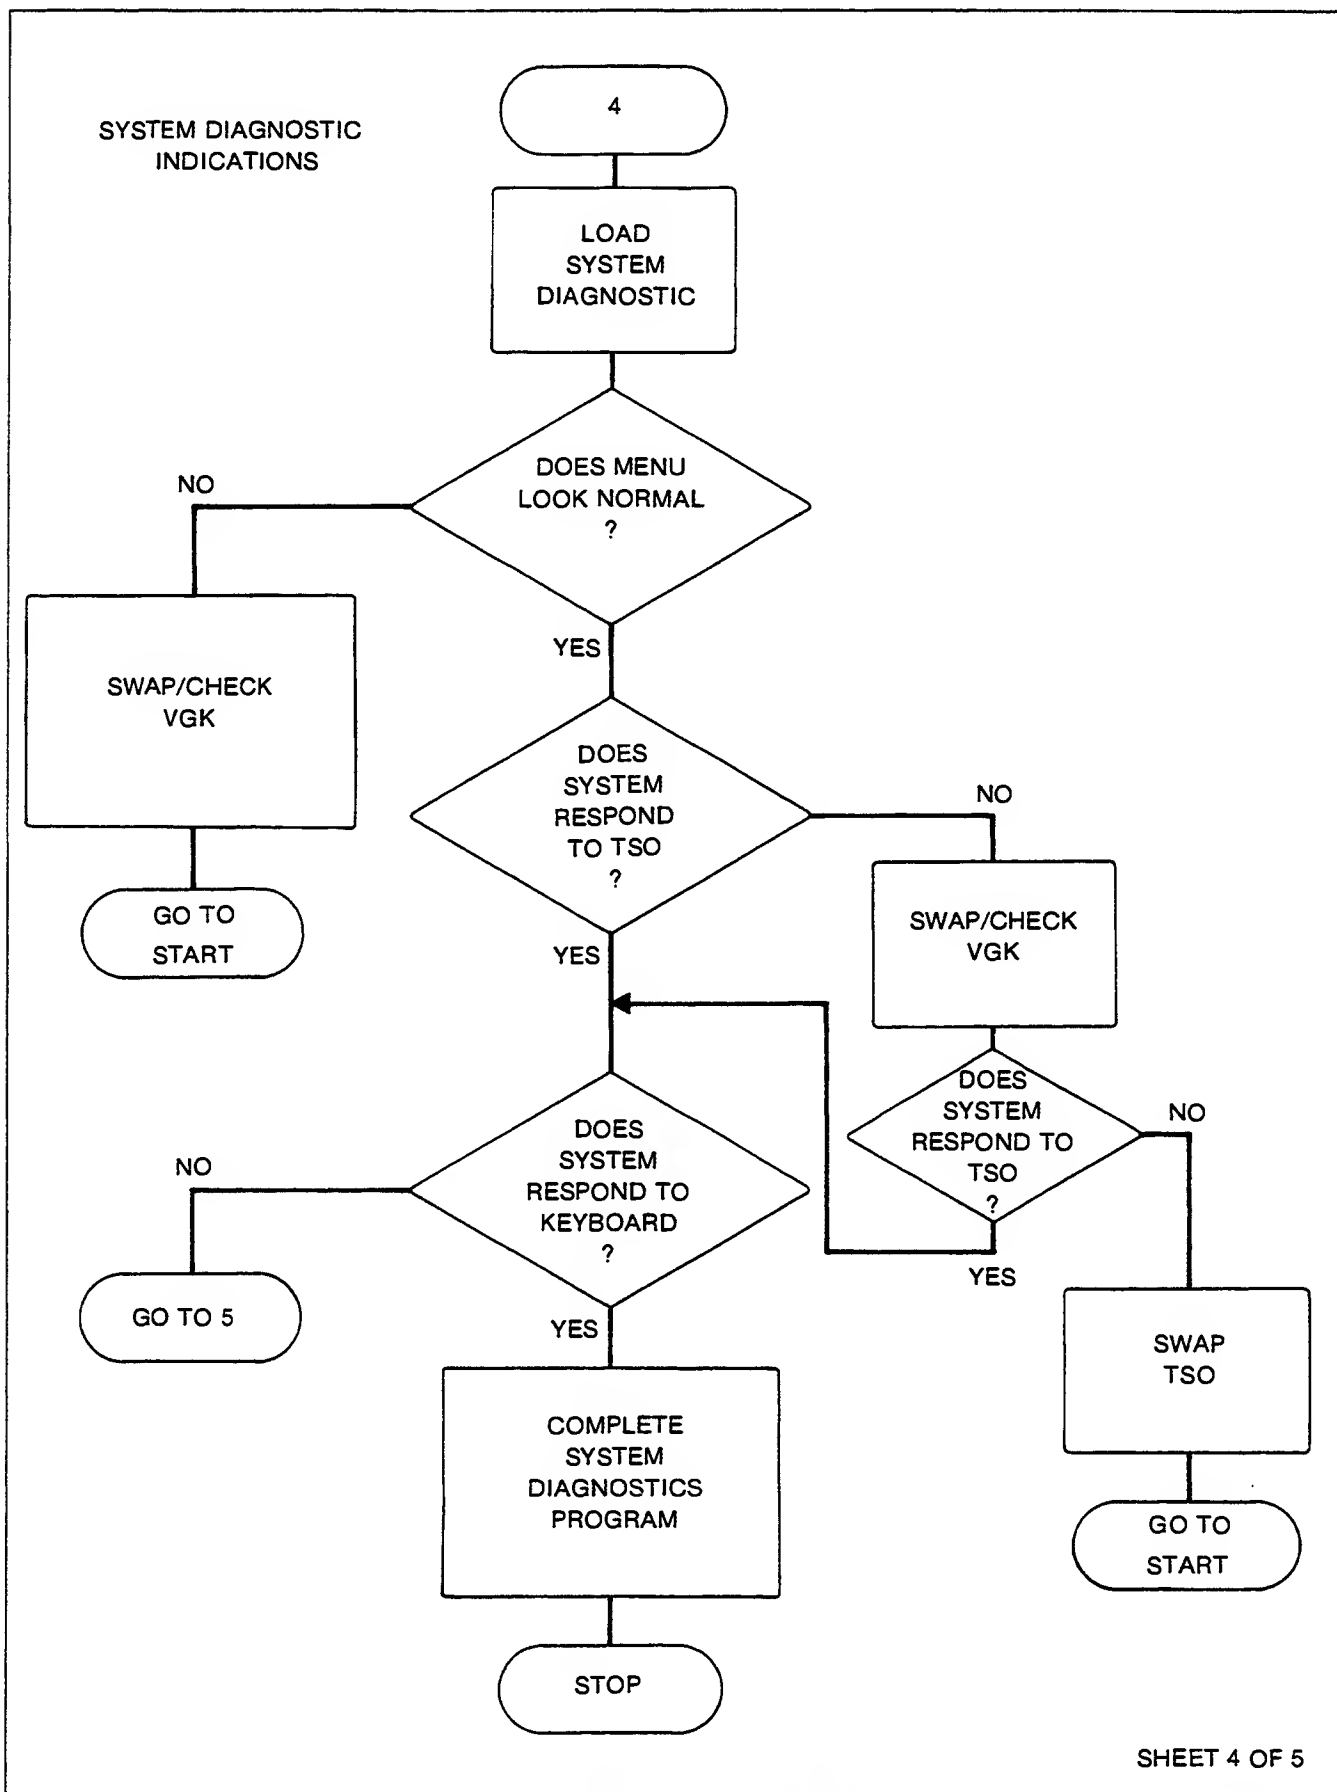 4
SYSTEM DIAGNOSTIC
INDICATIONS
LOAD
SYSTEM
DIAGNOSTIC
DOES MENU
LOOK NORMAL
?
NO
YES
SWAP/CHECK
VGK
GO TO
START
DOES
SYSTEM
RESPOND
TO TSO
?
NO
YES
SWAP/CHECK
VGK
DOES
SYSTEM
RESPOND TO
TSO
?
NO
YES
SWAP
TSO
GO TO
START
DOES
SYSTEM
RESPOND TO
KEYBOARD
?
NO
GO TO 5
YES
COMPLETE
SYSTEM
DIAGNOSTICS
PROGRAM
STOP
SHEET 4 OF 5